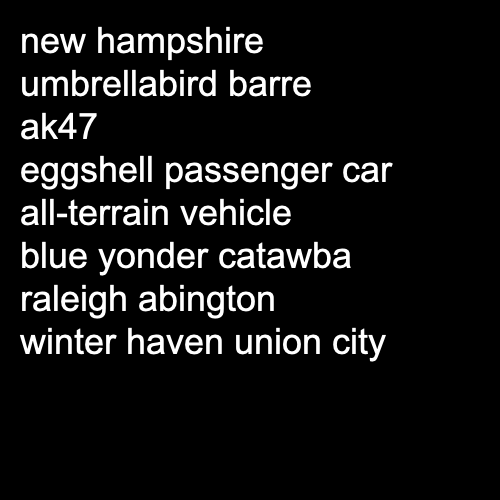 new hampshire
umbrellabird barre
ak47
eggshell passenger car
all-terrain vehicle
blue yonder catawba
raleigh abington
winter haven union city